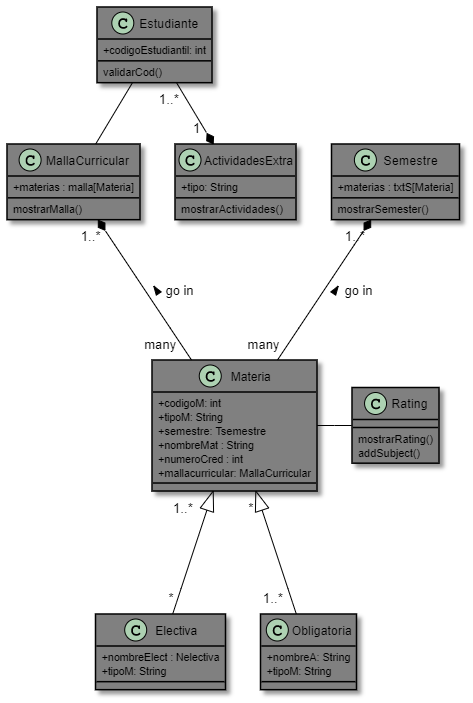 C Estudiante
+codigoEstudiantil: int
validarCod()
1..*
1
C MallaCurricular
+materias : malla[Materia]
mostrarMalla()
C ActividadesExtra
+tipo: String
mostrarActividades()
C Semestre
+materias : txtS[Materia]
mostrarSemester()
1..*
1..*
go in
go in
many
many
C Materia
+codigoM: int
+tipoM: String
+semestre: Tsemestre
+nombreMat : String
+numeroCred : int
+mallacurricular: MallaCurricular
C Rating
mostrarRating()
addSubject()
1..*
*
*
1..*
C Electiva
+nombreElect : Nelectiva
+tipoM: String
C Obligatoria
+nombreA: String
+tipoM: String